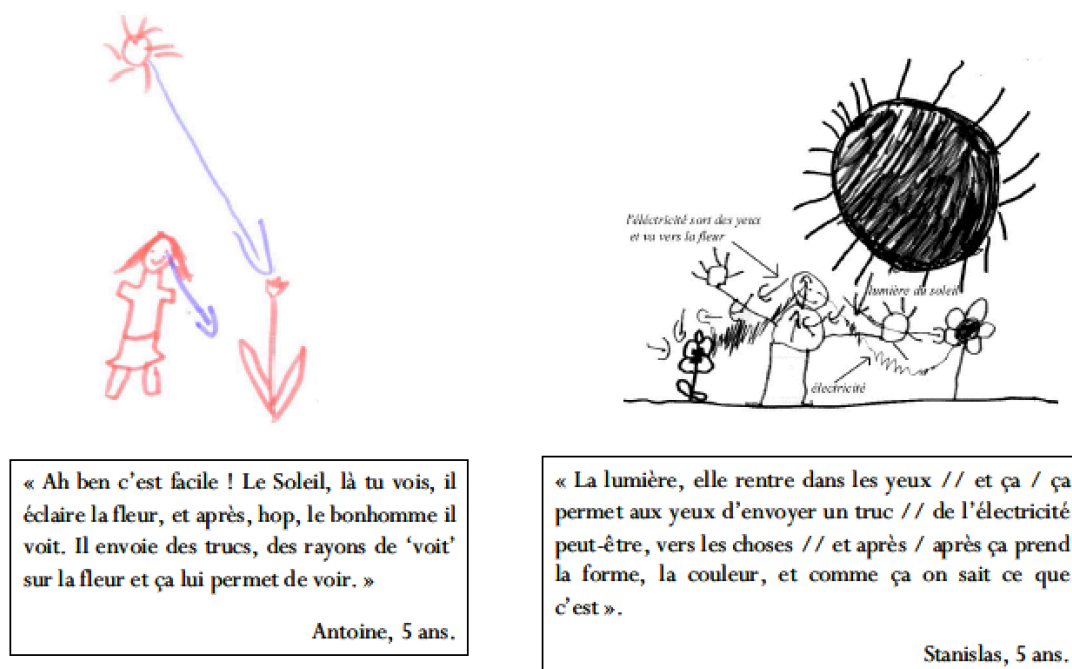 l'éléctricité sort des yeux
et va vers la fleur
lumière du soleil
électricité
« Ah ben c'est facile ! Le Soleil, là tu vois, il
éclaire la fleur, et après, hop, le bonhomme il
voit. Il envoie des trucs, des rayons de 'voit'
sur la fleur et ça lui permet de voir. »
Antoine, 5 ans.
« La lumière, elle rentre dans les yeux // et ça / ça
permet aux yeux d'envoyer un truc // de l'électricité
peut-être, vers les choses // et après / après ça prend
la forme, la couleur, et comme ça on sait ce que
c'est ».
Stanislas, 5 ans.